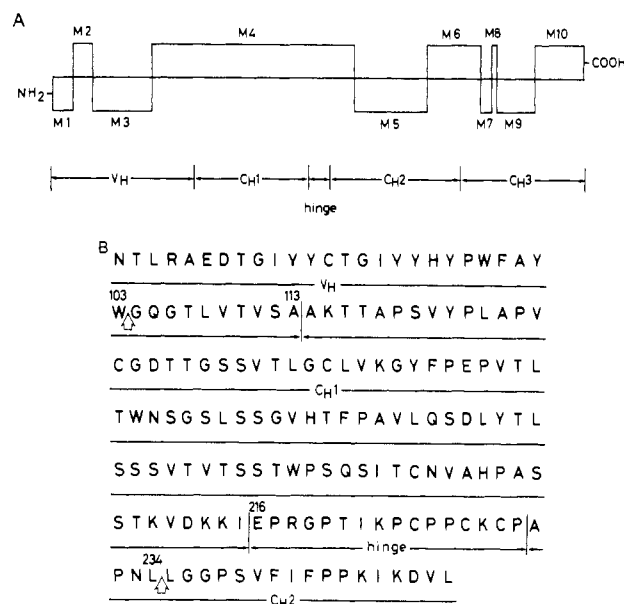 A
M2 M4 M6 M8 M10
NH2 COOH
M1 M3 M5 M7 M9
VH CH1 CH2 CH3
hinge
B
N T L R A E D T G I Y Y C T G I V Y H Y P W F A Y
VH
103 113
W G Q G T L V T V S A A K T T A P S V Y P L A P V
C G D T T G S S V T L G C L V K G Y F P E P V T L
CH1
T W N S G S L S S G V H T F P A V L Q S D L Y T L
S S S V T V T S S T W P S Q S I T C N V A H P A S
216
S T K V D K K I E P R G P T I K P C P P C K C P A
hinge
234
P N L L G G P S V F I F P P K I K D V L
CH2